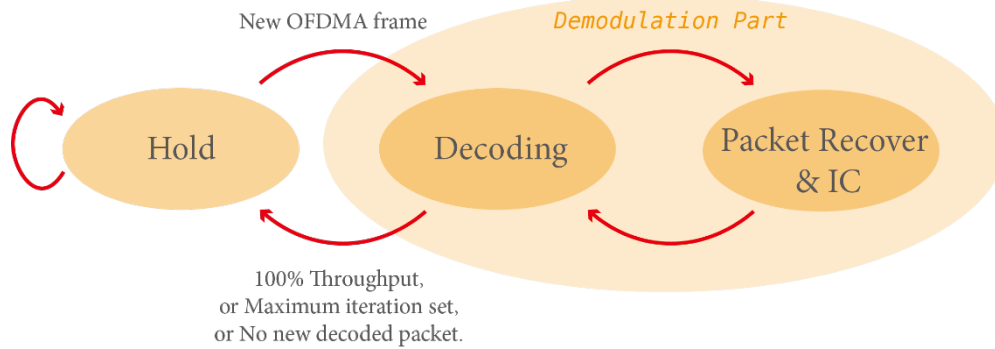 New OFDMA frame
Demodulation Part
Hold
Decoding
Packet Recover
& IC
100% Throughput,
or Maximum iteration set,
or No new decoded packet.